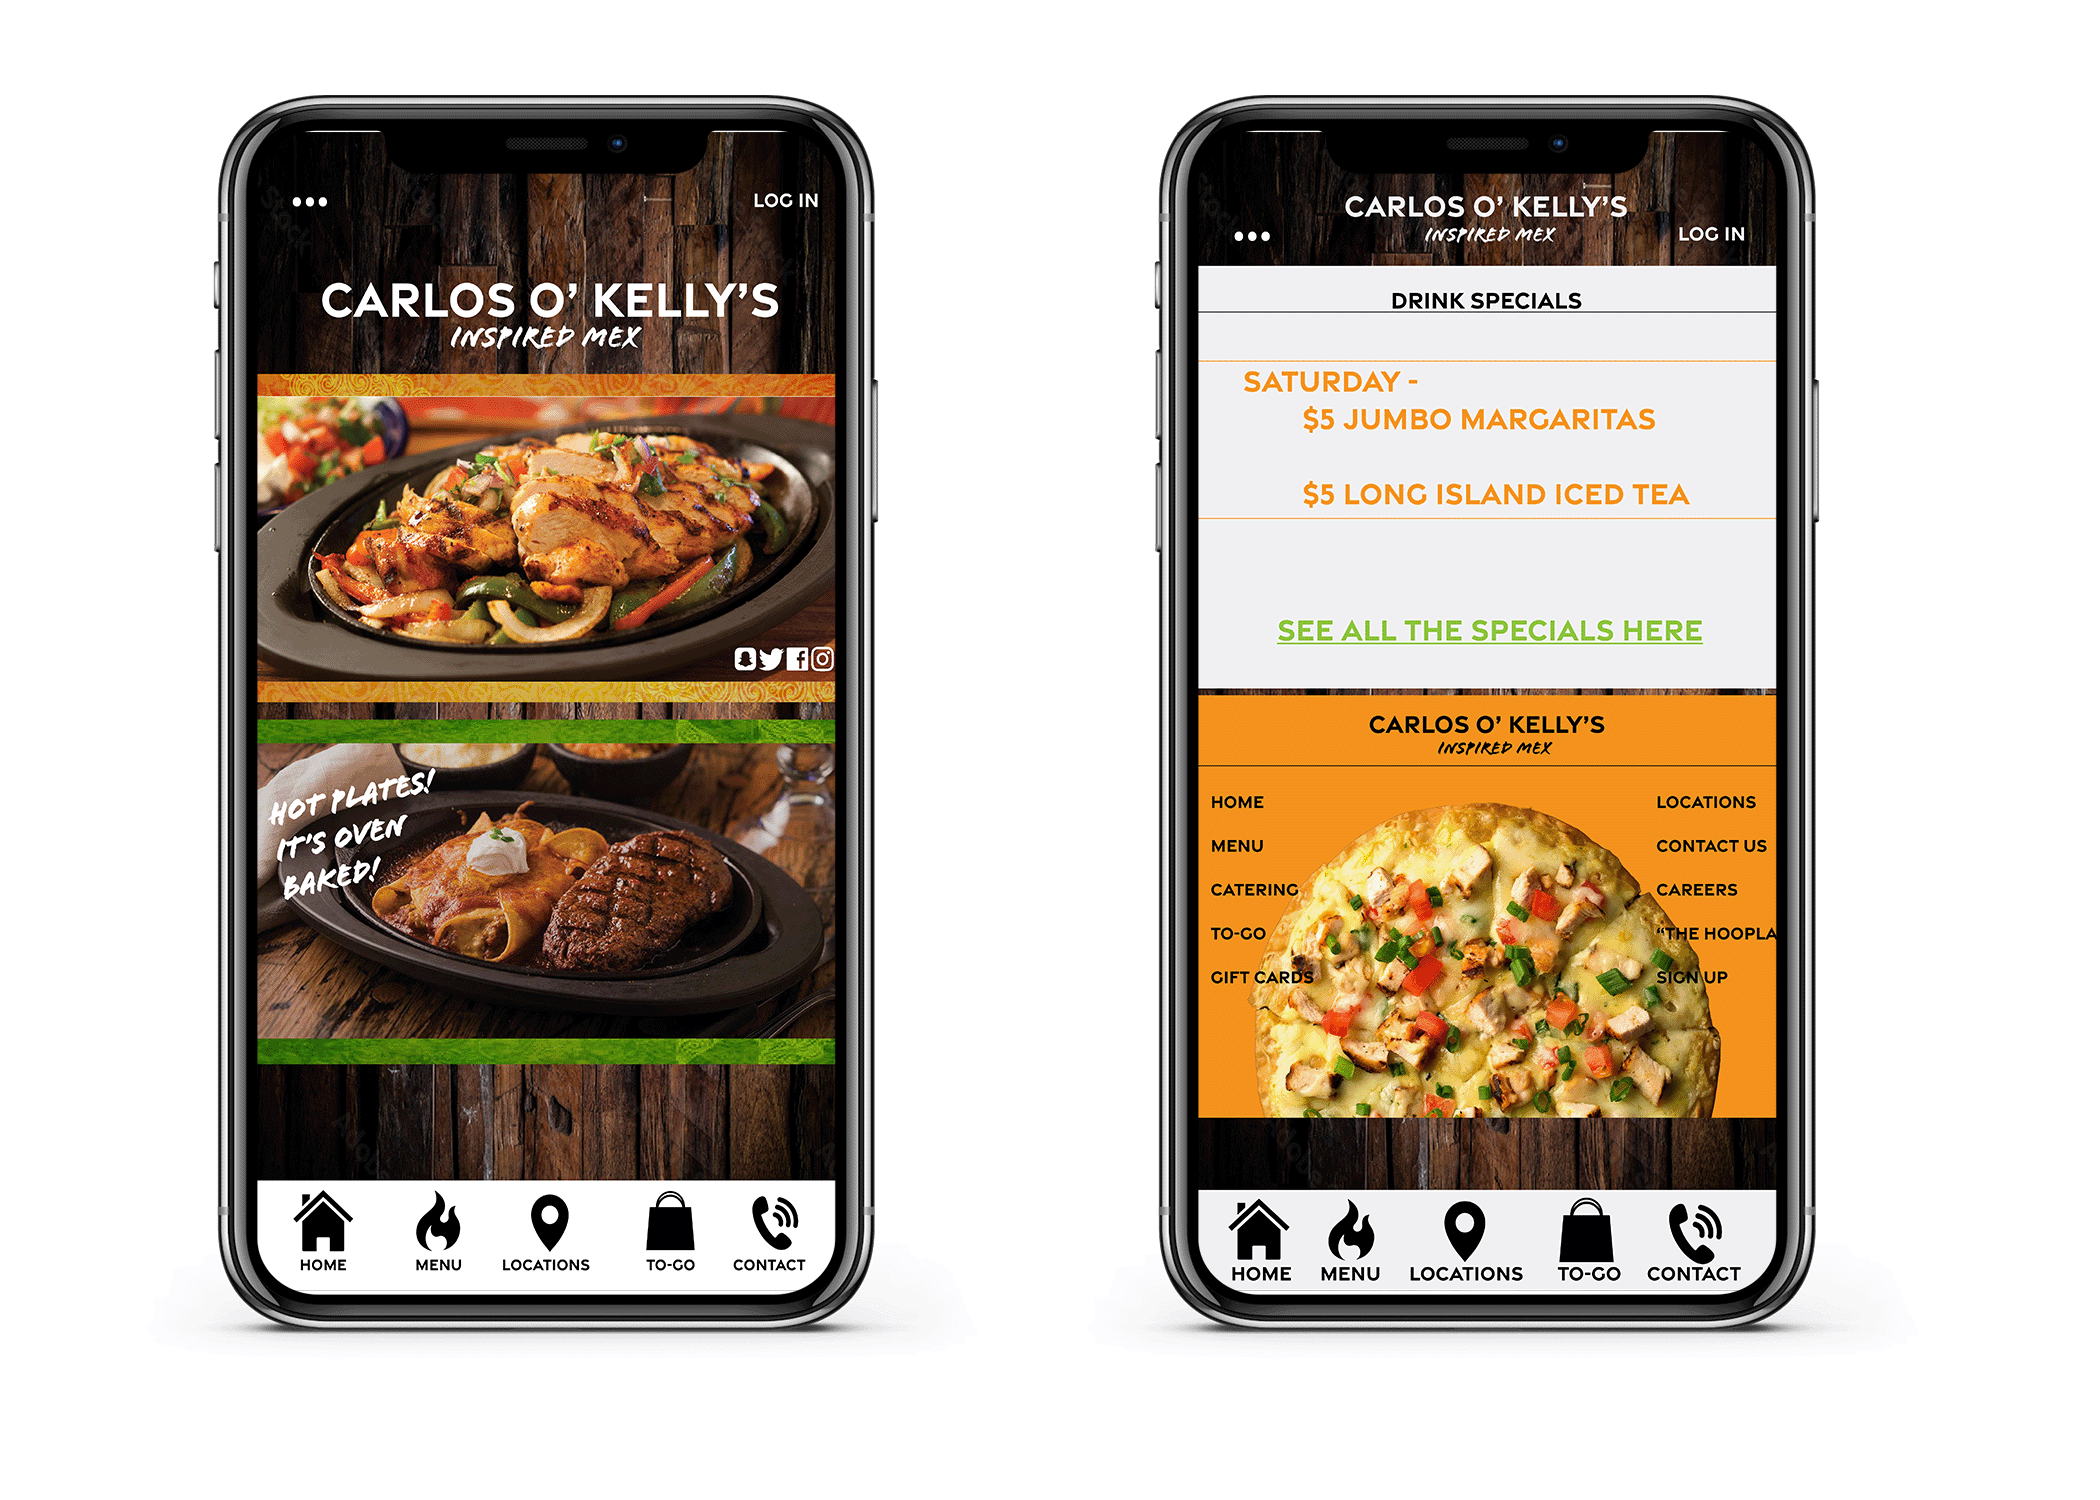 LOG IN
CARLOS O' KELLY'S
INSPIRED MEX
HOT PLATES!
IT'S OVEN
BAKED!
HOME
MENU
LOCATIONS
TO-GO
CONTACT
CARLOS O' KELLY'S
INSPIRED MEX
LOG IN
DRINK SPECIALS
SATURDAY -
$5 JUMBO MARGARITAS
$5 LONG ISLAND ICED TEA
SEE ALL THE SPECIALS HERE
CARLOS O' KELLY'S
INSPIRED MEX
HOME
MENU
CATERING
TO-GO
GIFT CARDS
LOCATIONS
CONTACT US
CAREERS
“THE HOOPLA
SIGN UP
HOME
MENU
LOCATIONS
TO-GO
CONTACT